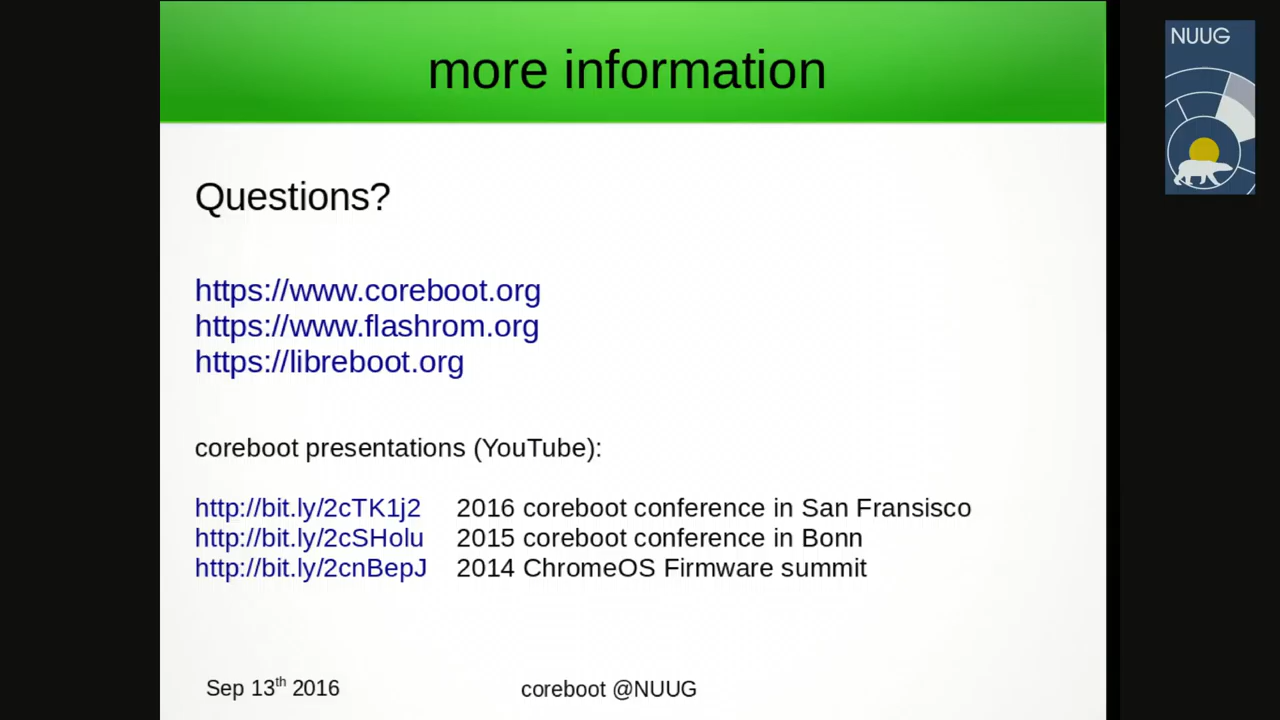 more information
NUUG
Questions?
https://www.coreboot.org
https://www.flashrom.org
https://libreboot.org
coreboot presentations (YouTube):
http://bit.ly/2cTK1j2 2016 coreboot conference in San Fransisco
http://bit.ly/2cSHolu 2015 coreboot conference in Bonn
http://bit.ly/2cnBepJ 2014 ChromeOS Firmware summit
Sep 13th 2016 coreboot @NUUG